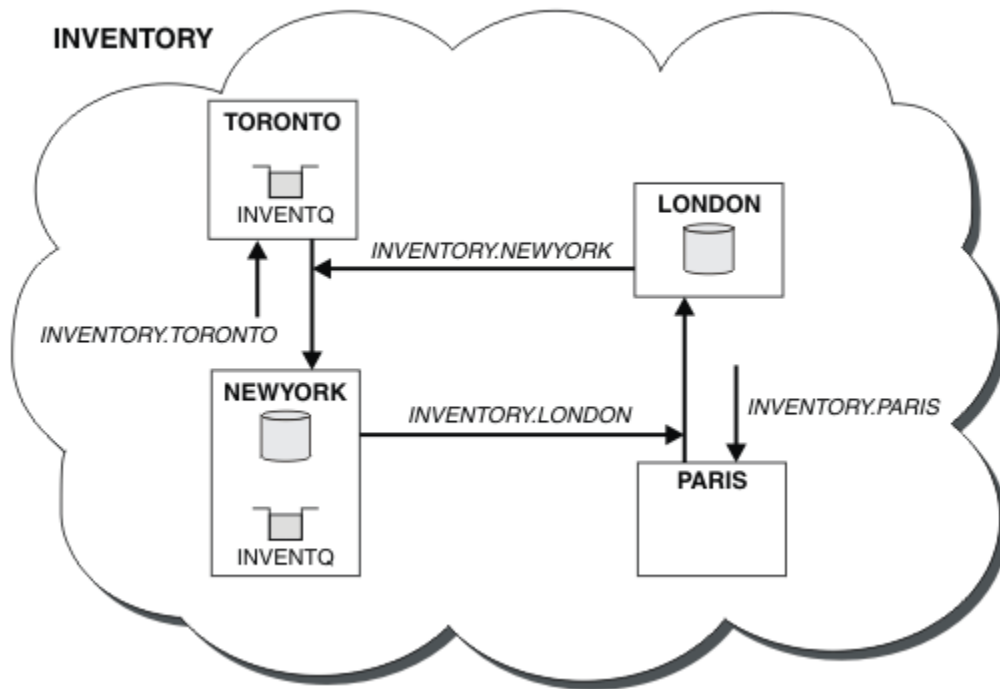 INVENTORY
TORONTO
INVENTQ
LONDON
INVENTORY.NEWYORK
INVENTORY.TORONTO
NEWYORK
INVENTQ
INVENTORY.LONDON
INVENTORY.PARIS
PARIS